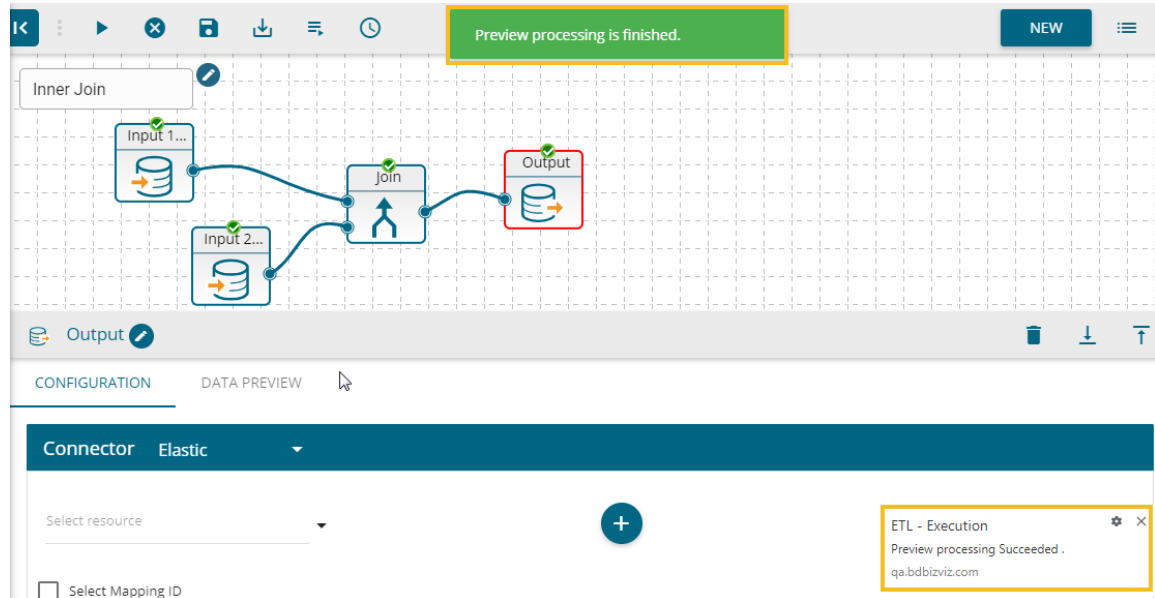 Preview processing is finished.
NEW
Inner Join
Input 1...
Join
Output
Input 2...
Output
CONFIGURATION
DATA PREVIEW
Connector
Elastic
Select resource
ETL - Execution
Preview processing Succeeded .
qa.bdbizviz.com
Select Mapping ID